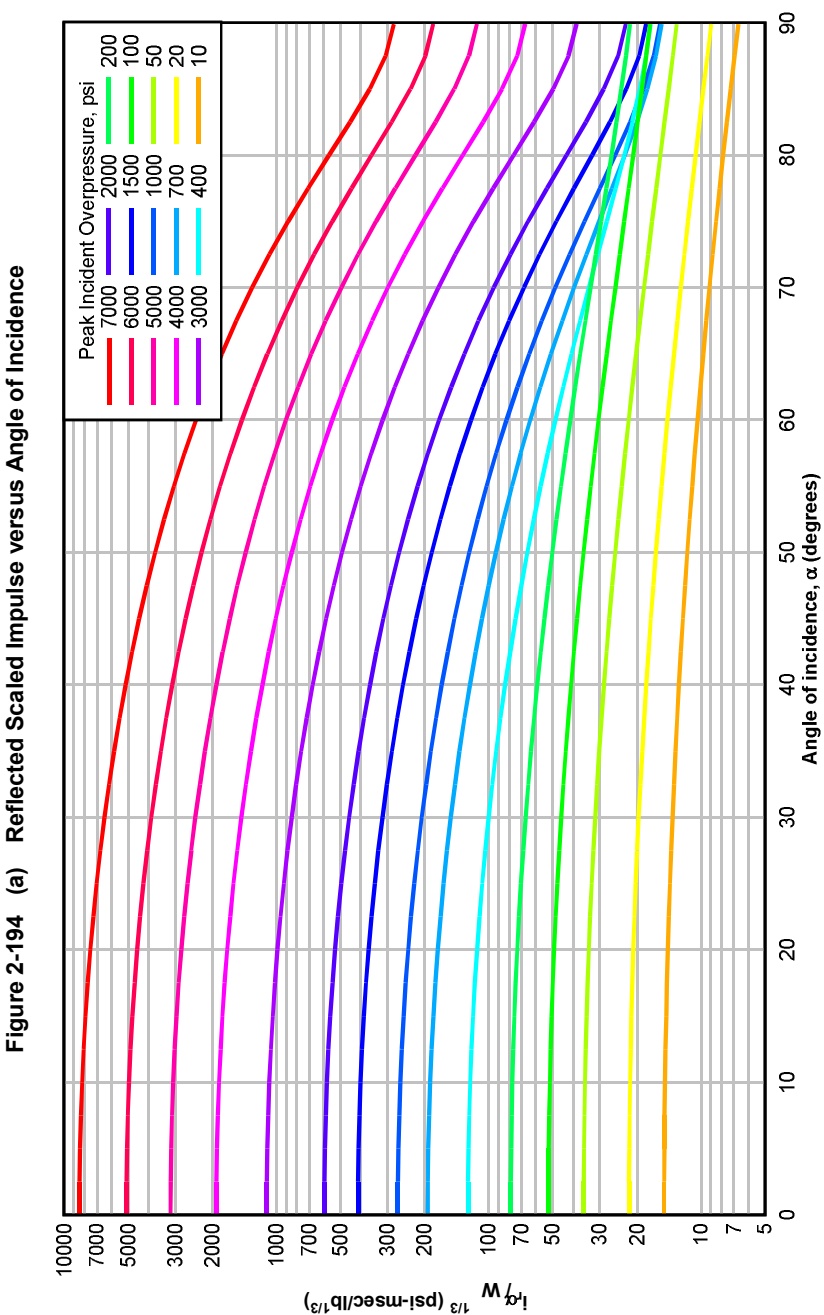 Figure 2-194 (a) Reflected Scaled Impulse versus Angle of Incidence
Peak Incident Overpressure, psi
7000 2000 200
6000 1500 100
5000 1000 50
4000 700 20
3000 400 10
10000
7000
5000
3000
2000
1000
700
500
300
200
100
70
50
30
20
10
7
5
irα/W 1/3 (psi-msec/lb1/3)
0 10 20 30 40 50 60 70 80 90
Angle of incidence, α (degrees)